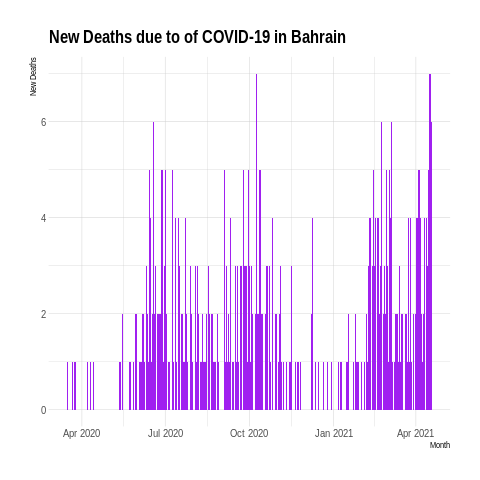 New Deaths due to of COVID-19 in Bahrain
New Deaths
6
4
2
0
Apr 2020 Jul 2020 Oct 2020 Jan 2021 Apr 2021
Month